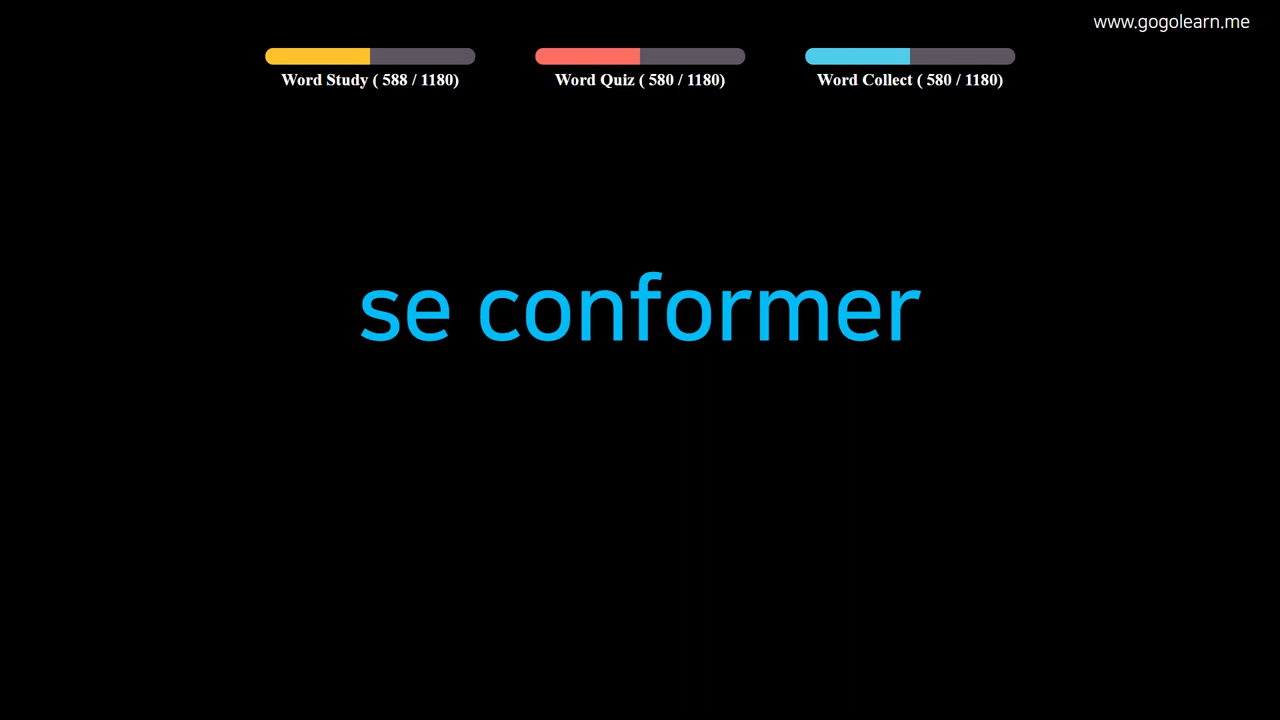 www.gogolearn.me
Word Study ( 588 / 1180)
Word Quiz ( 580 / 1180)
Word Collect ( 580 / 1180)
se conformer